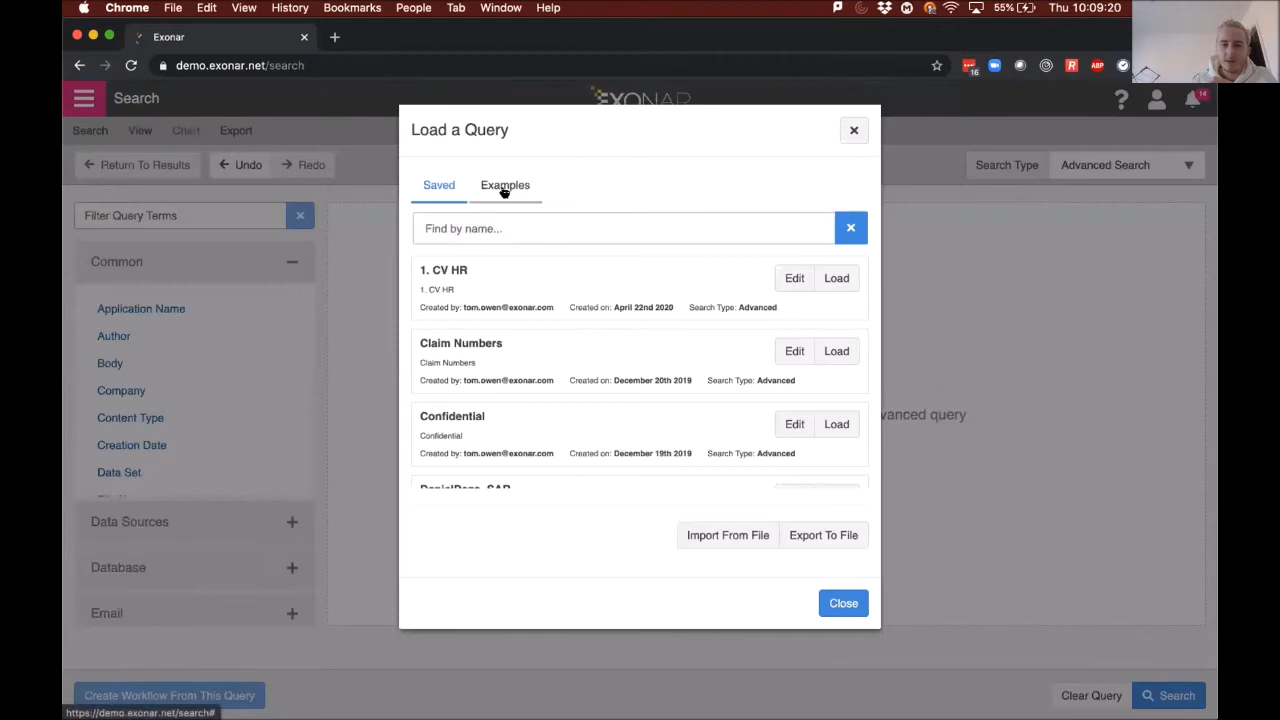 Chrome File Edit View History Bookmarks People Tab Window Help 55% Thu 10:09:20
Exonar
demo.exonar.net/search
16 ABP
Search EXONAR 14
Search View Chart Export
Load a Query
Return To Results Undo Redo Search Type Advanced Search
Saved Examples
Filter Query Terms
Find by name...
Common
1. CV HR Edit Load
1. CV HR
Created by: tom.owen@exonar.com Created on: April 22nd 2020 Search Type: Advanced
Application Name
Author
Claim Numbers Edit Load
Body
Claim Numbers
Created by: tom.owen@exonar.com Created on: December 20th 2019 Search Type: Advanced
Company
Content Type
Confidential Edit Load
vanced query
Confidential
Creation Date
Created by: tom.owen@exonar.com Created on: December 19th 2019 Search Type: Advanced
Data Set
Data Sources
Import From File Export To File
Database
Close
Email
Create Workflow From This Query Clear Query Search
https://demo.exonar.net/search#